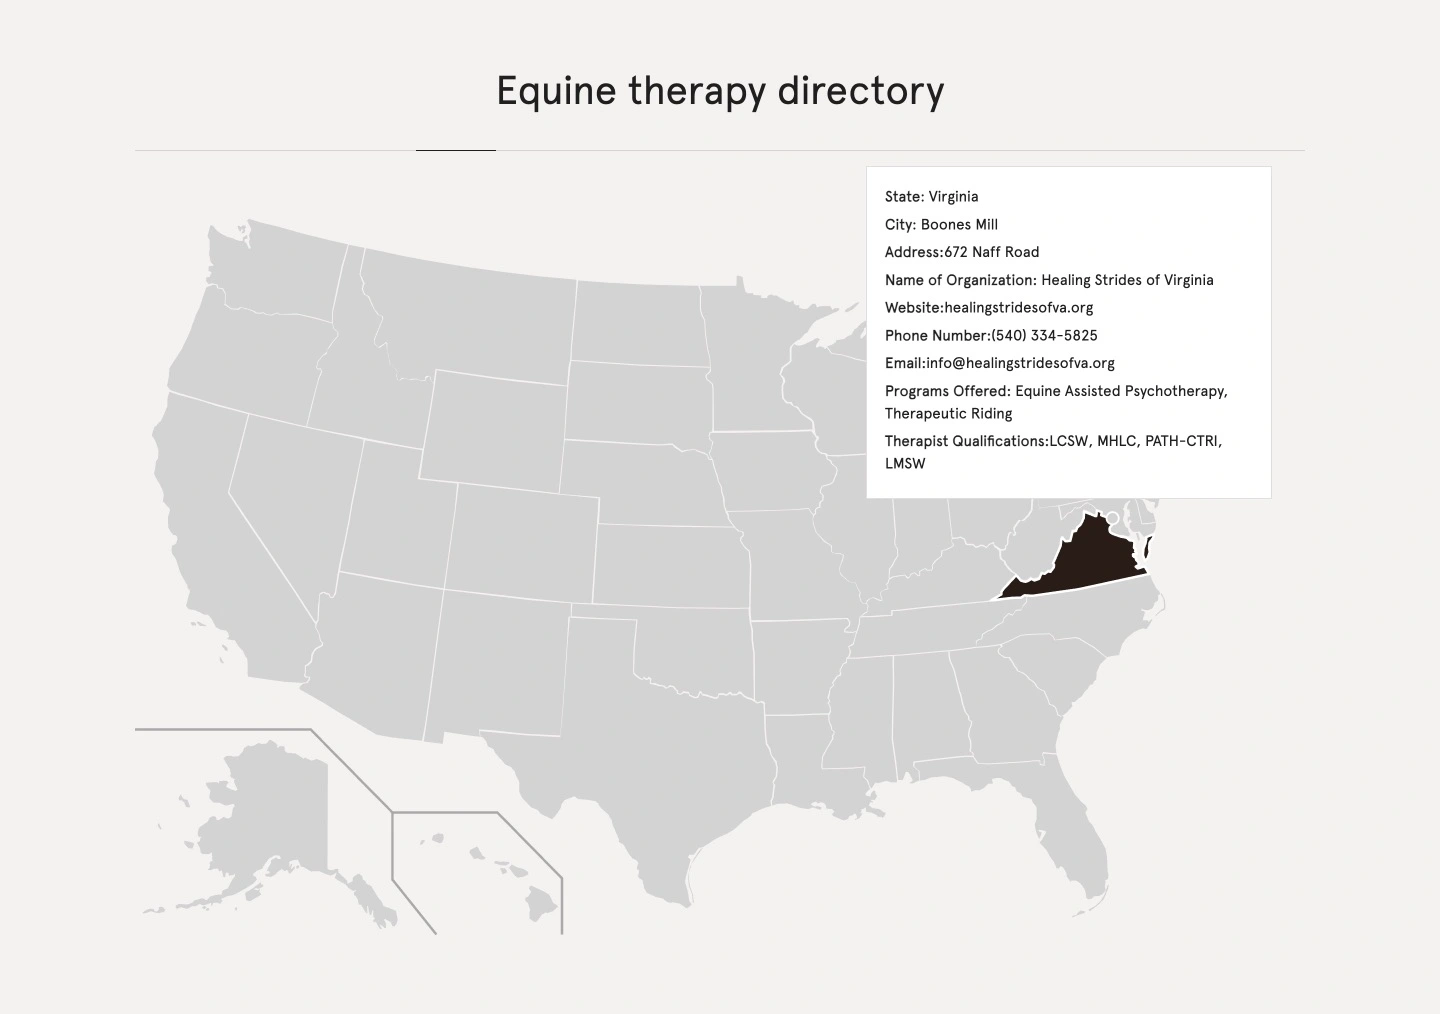 Equine therapy directory
State: Virginia
City: Boones Mill
Address:672 Naff Road
Name of Organization: Healing Strides of Virginia
Website:healingstridesofva.org
Phone Number:(540) 334-5825
Email:info@healingstridesofva.org
Programs Offered: Equine Assisted Psychotherapy,
Therapeutic Riding
Therapist Qualifications:LCSW, MHLC, PATH-CTRI,
LMSW